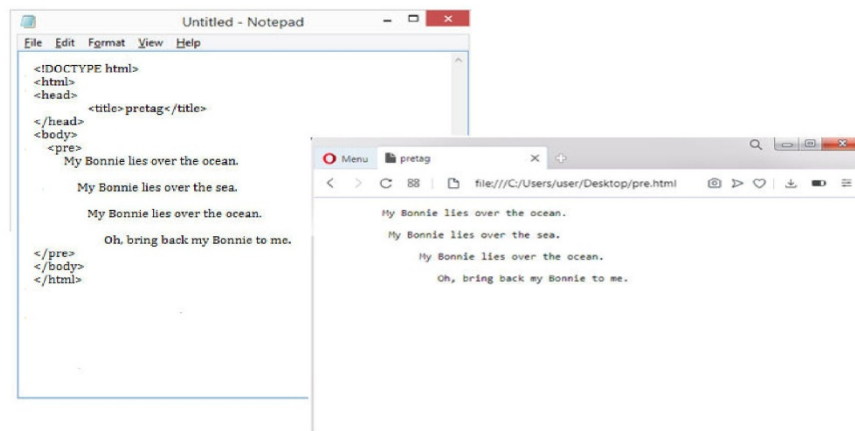 Untitled - Notepad
File Edit Format View Help
<!DOCTYPE html>
<html>
<head>
<title>pretag</title>
</head>
<body>
<pre>
My Bonnie lies over the ocean.
My Bonnie lies over the sea.
My Bonnie lies over the ocean.
Oh, bring back my Bonnie to me.
</pre>
</body>
</html>
Menu pretag
file:///C:/Users/user/Desktop/pre.html
My Bonnie lies over the ocean.
My Bonnie lies over the sea.
My Bonnie lies over the ocean.
Oh, bring back my Bonnie to me.